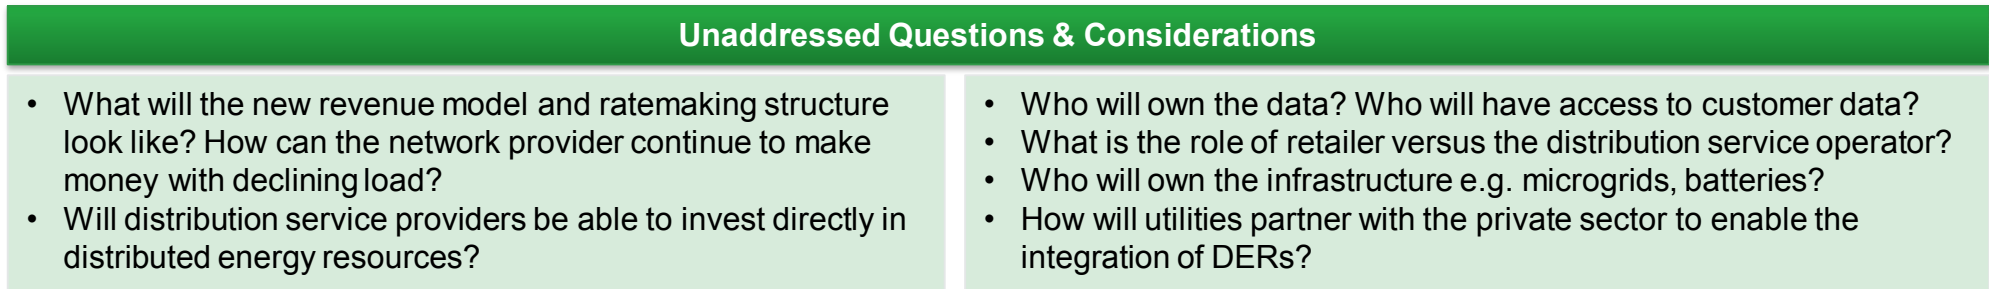 Unaddressed Questions & Considerations
• What will the new revenue model and ratemaking structure
look like? How can the network provider continue to make
money with declining load?
• Will distribution service providers be able to invest directly in
distributed energy resources?
• Who will own the data? Who will have access to customer data?
• What is the role of retailer versus the distribution service operator?
• Who will own the infrastructure e.g. microgrids, batteries?
• How will utilities partner with the private sector to enable the
integration of DERs?